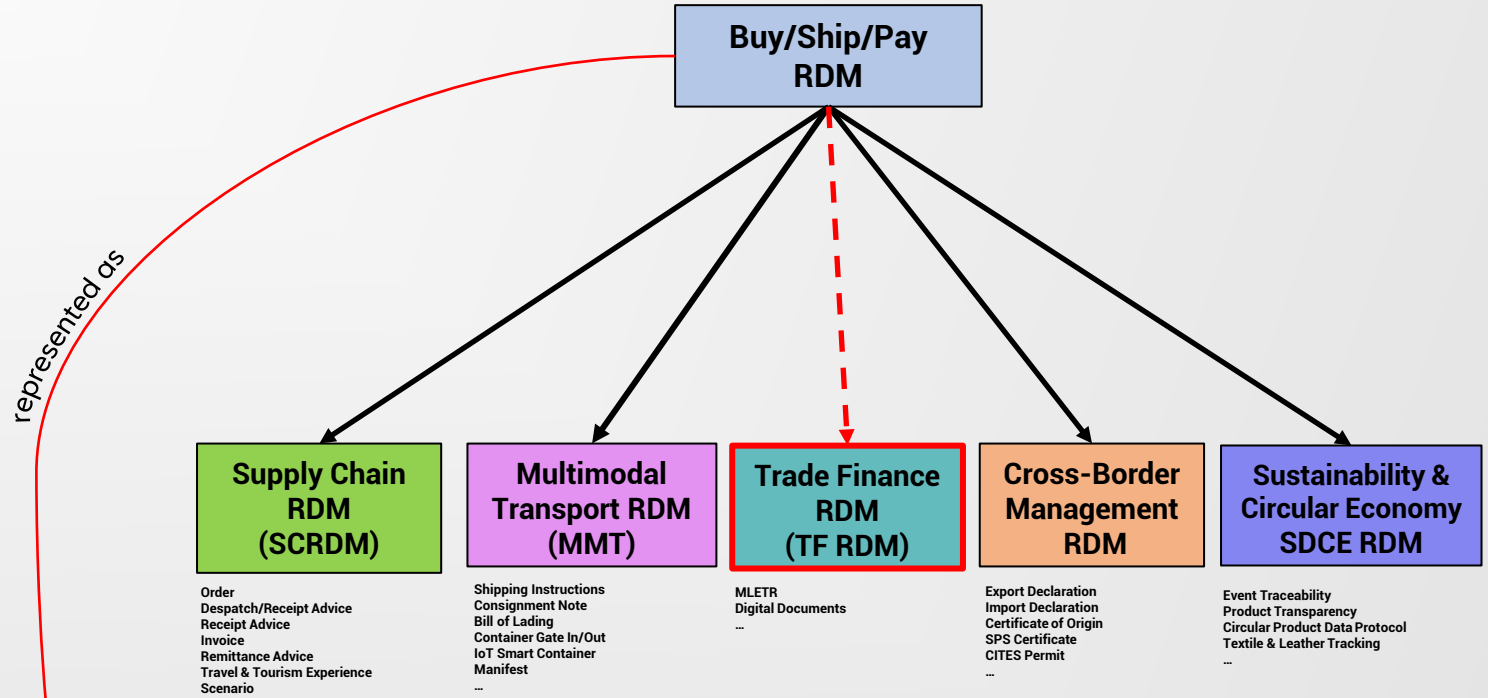 Buy/Ship/Pay
RDM
represented as
Supply Chain
RDM
(SCRDM)
Order
Despatch/Receipt Advice
Receipt Advice
Invoice
Remittance Advice
Travel & Tourism Experience
Scenario
Multimodal
Transport RDM
(MMT)
Shipping Instructions
Consignment Note
Bill of Lading
Container Gate In/Out
IoT Smart Container
Manifest
...
Trade Finance
RDM
(TF RDM)
MLETR
Digital Documents
...
Cross-Border
Management
RDM
Export Declaration
Import Declaration
Certificate of Origin
SPS Certificate
CITES Permit
...
Sustainability &
Circular Economy
SDCE RDM
Event Traceability
Product Transparency
Circular Product Data Protocol
Textile & Leather Tracking
...